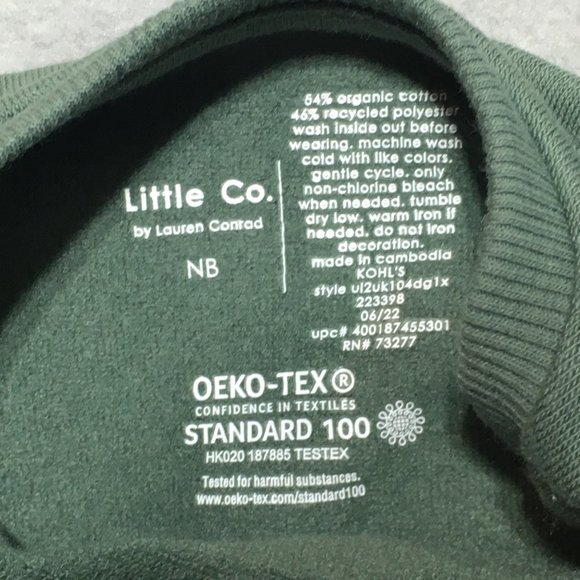 Little Co.
by Lauren Conrad
NB
54% organic cotton
46% recycled polyester
wash inside out before
wearing. machine wash
cold with like colors.
gentle cycle. only
non-chlorine bleach
when needed. tumble
dry low. warm iron if
needed. do not iron
decoration.
made in cambodia
KOHL'S
style ul2uk104dg1x
223398
06/22
upc# 400187455301
RN# 73277
OEKO-TEX®
CONFIDENCE IN TEXTILES
STANDARD 100
HK020 187885 TESTEX
Tested for harmful substances.
www.oeko-tex.com/standard100